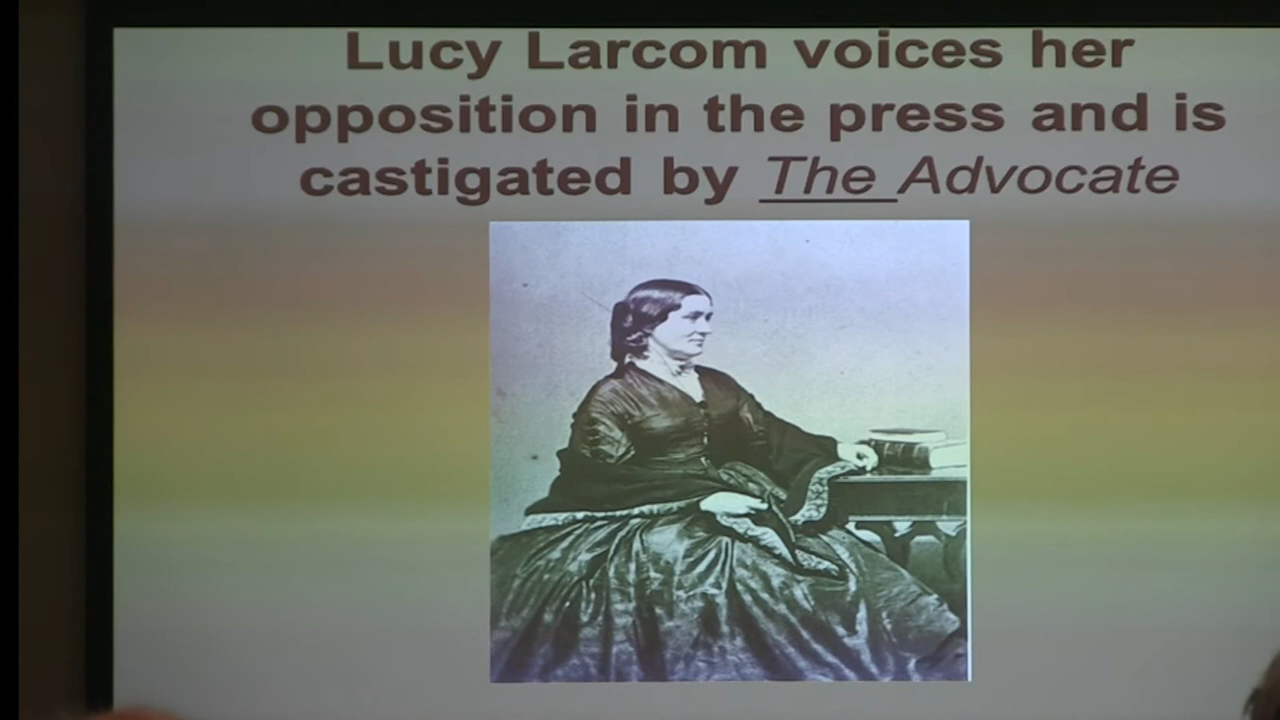 Lucy Larcom voices her
opposition in the press and is
castigated by The Advocate